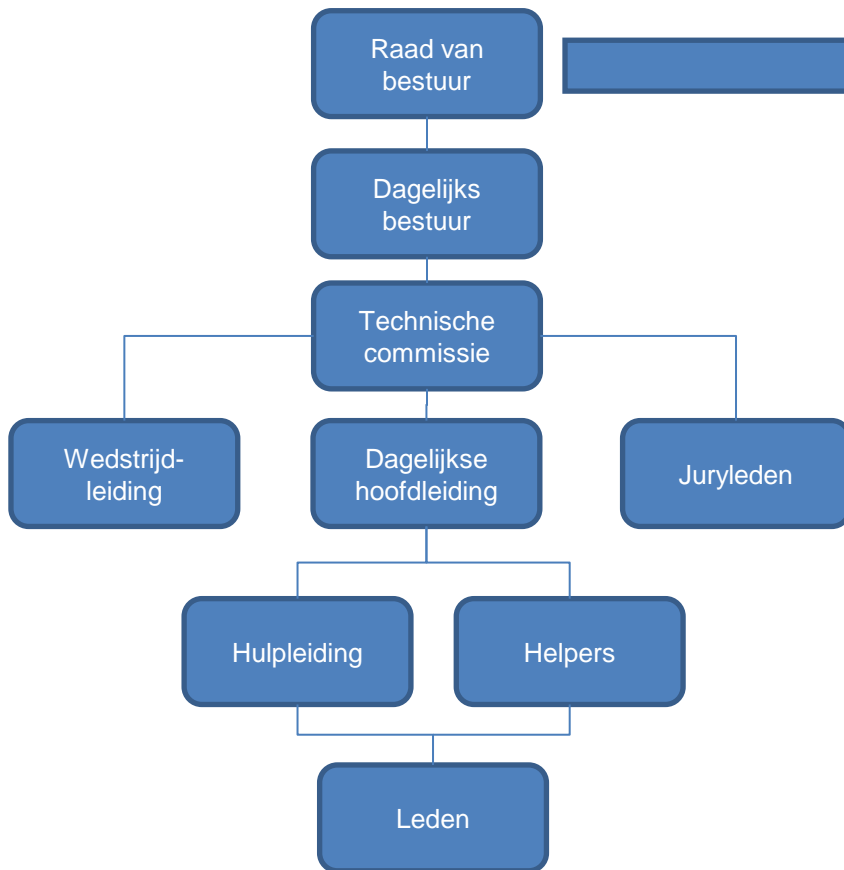 Raad van
bestuur
Dagelijks
bestuur
Technische
commissie
Wedstrijd-
leiding
Dagelijkse
hoofdleiding
Juryleden
Hulpleiding
Helpers
Leden